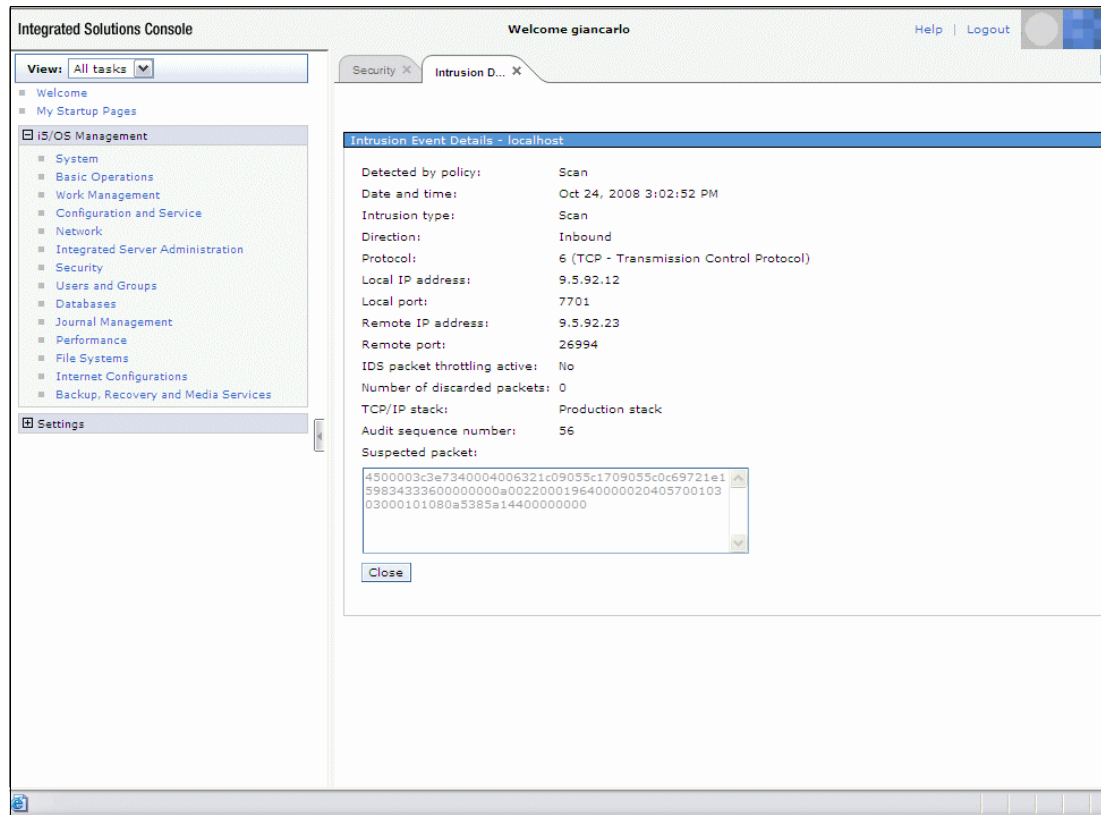 Integrated Solutions Console
Welcome giancarlo
Help | Logout
View: All tasks
Welcome
My Startup Pages
i5/OS Management
System
Basic Operations
Work Management
Configuration and Service
Network
Integrated Server Administration
Security
Users and Groups
Databases
Journal Management
Performance
File Systems
Internet Configurations
Backup, Recovery and Media Services
Settings
Security X
Intrusion D... X
Intrusion Event Details - localhost
Detected by policy: Scan
Date and time: Oct 24, 2008 3:02:52 PM
Intrusion type: Scan
Direction: Inbound
Protocol: 6 (TCP - Transmission Control Protocol)
Local IP address: 9.5.92.12
Local port: 7701
Remote IP address: 9.5.92.23
Remote port: 26994
IDS packet throttling active: No
Number of discarded packets: 0
TCP/IP stack: Production stack
Audit sequence number: 56
Suspected packet:
4500003c3e7340004006321c09055c1709055c0c69721e1
59834333600000000a002200019640000020405700103
03000101080a5385a14400000000
Close